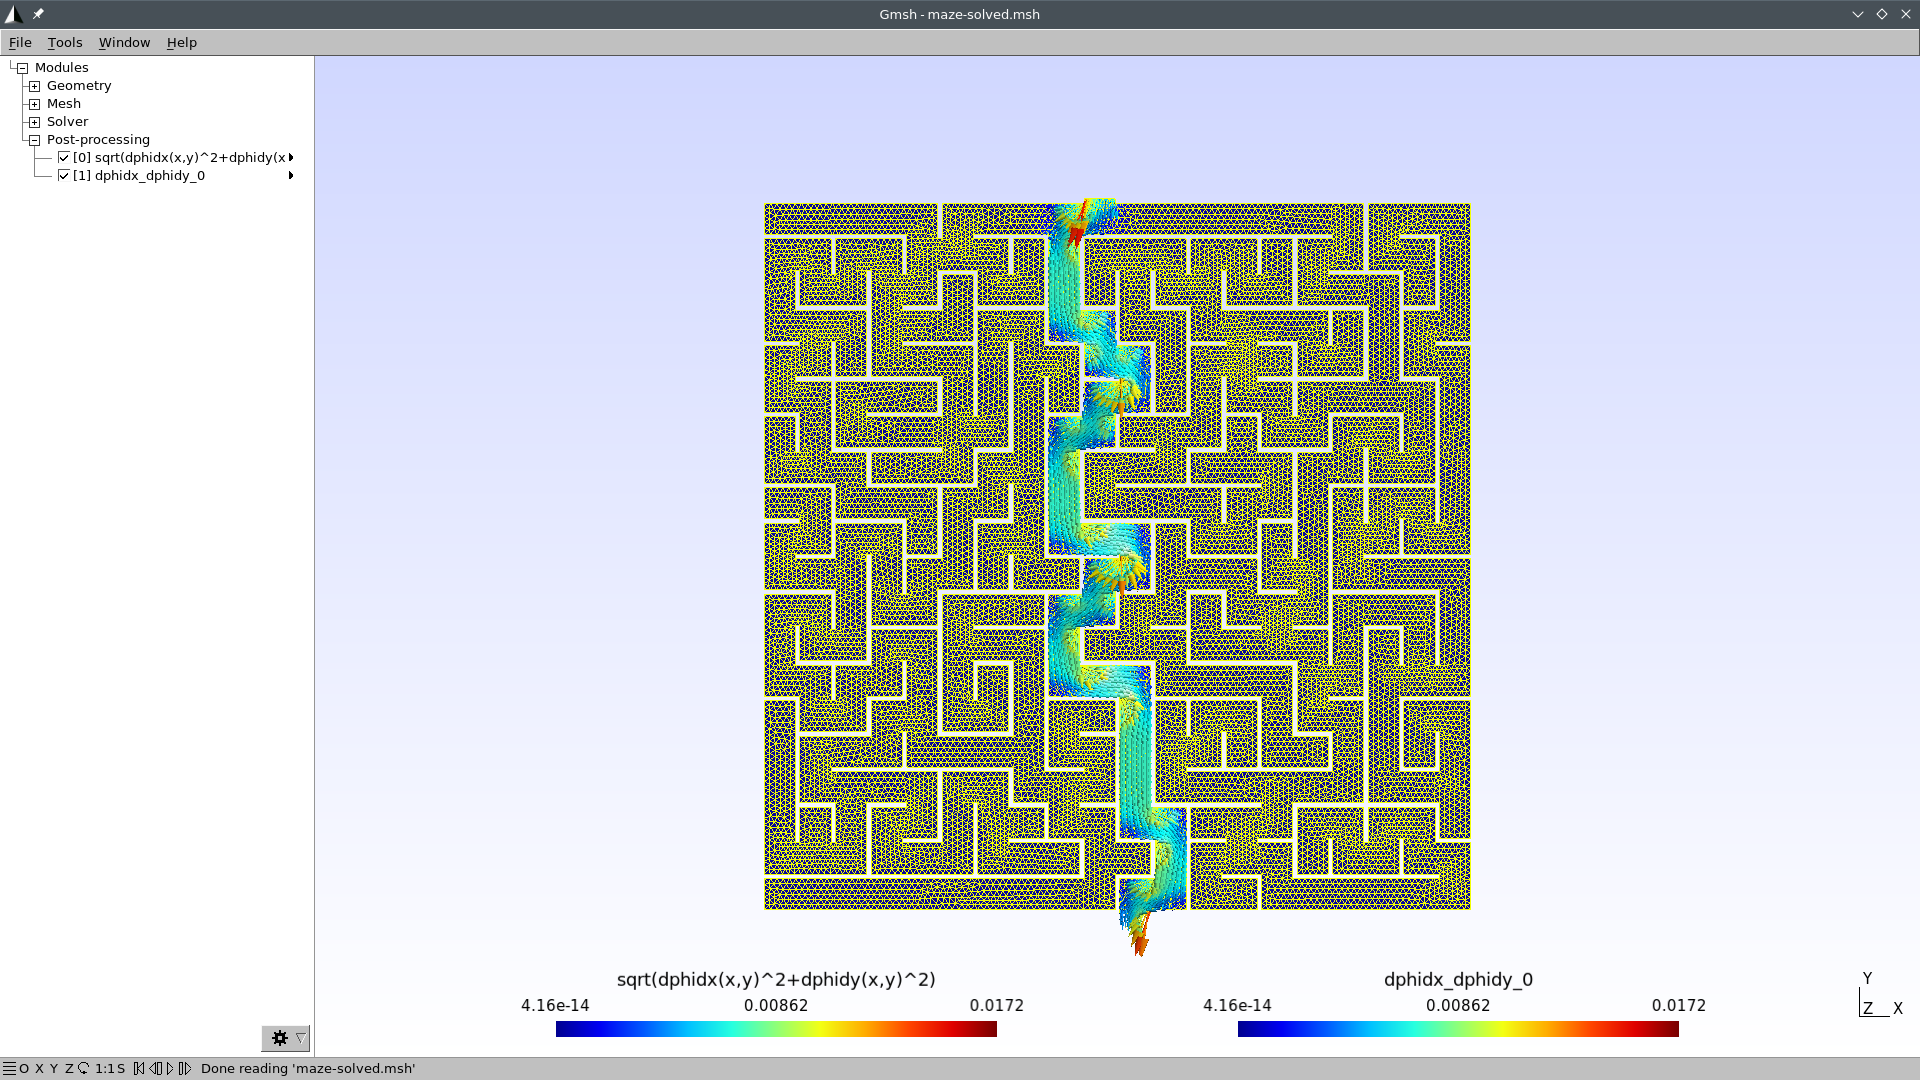 Gmsh - maze-solved.msh
File Tools Window Help
Modules
Geometry
Mesh
Solver
Post-processing
[0] sqrt(dphidx(x,y)^2+dphidy(x
[1] dphidx_dphidy_0
sqrt(dphidx(x,y)^2+dphidy(x,y)^2)
4.16e-14 0.00862 0.0172
dphidx_dphidy_0
4.16e-14 0.00862 0.0172
Y
Z X
O X Y Z 1:1 S Done reading 'maze-solved.msh'